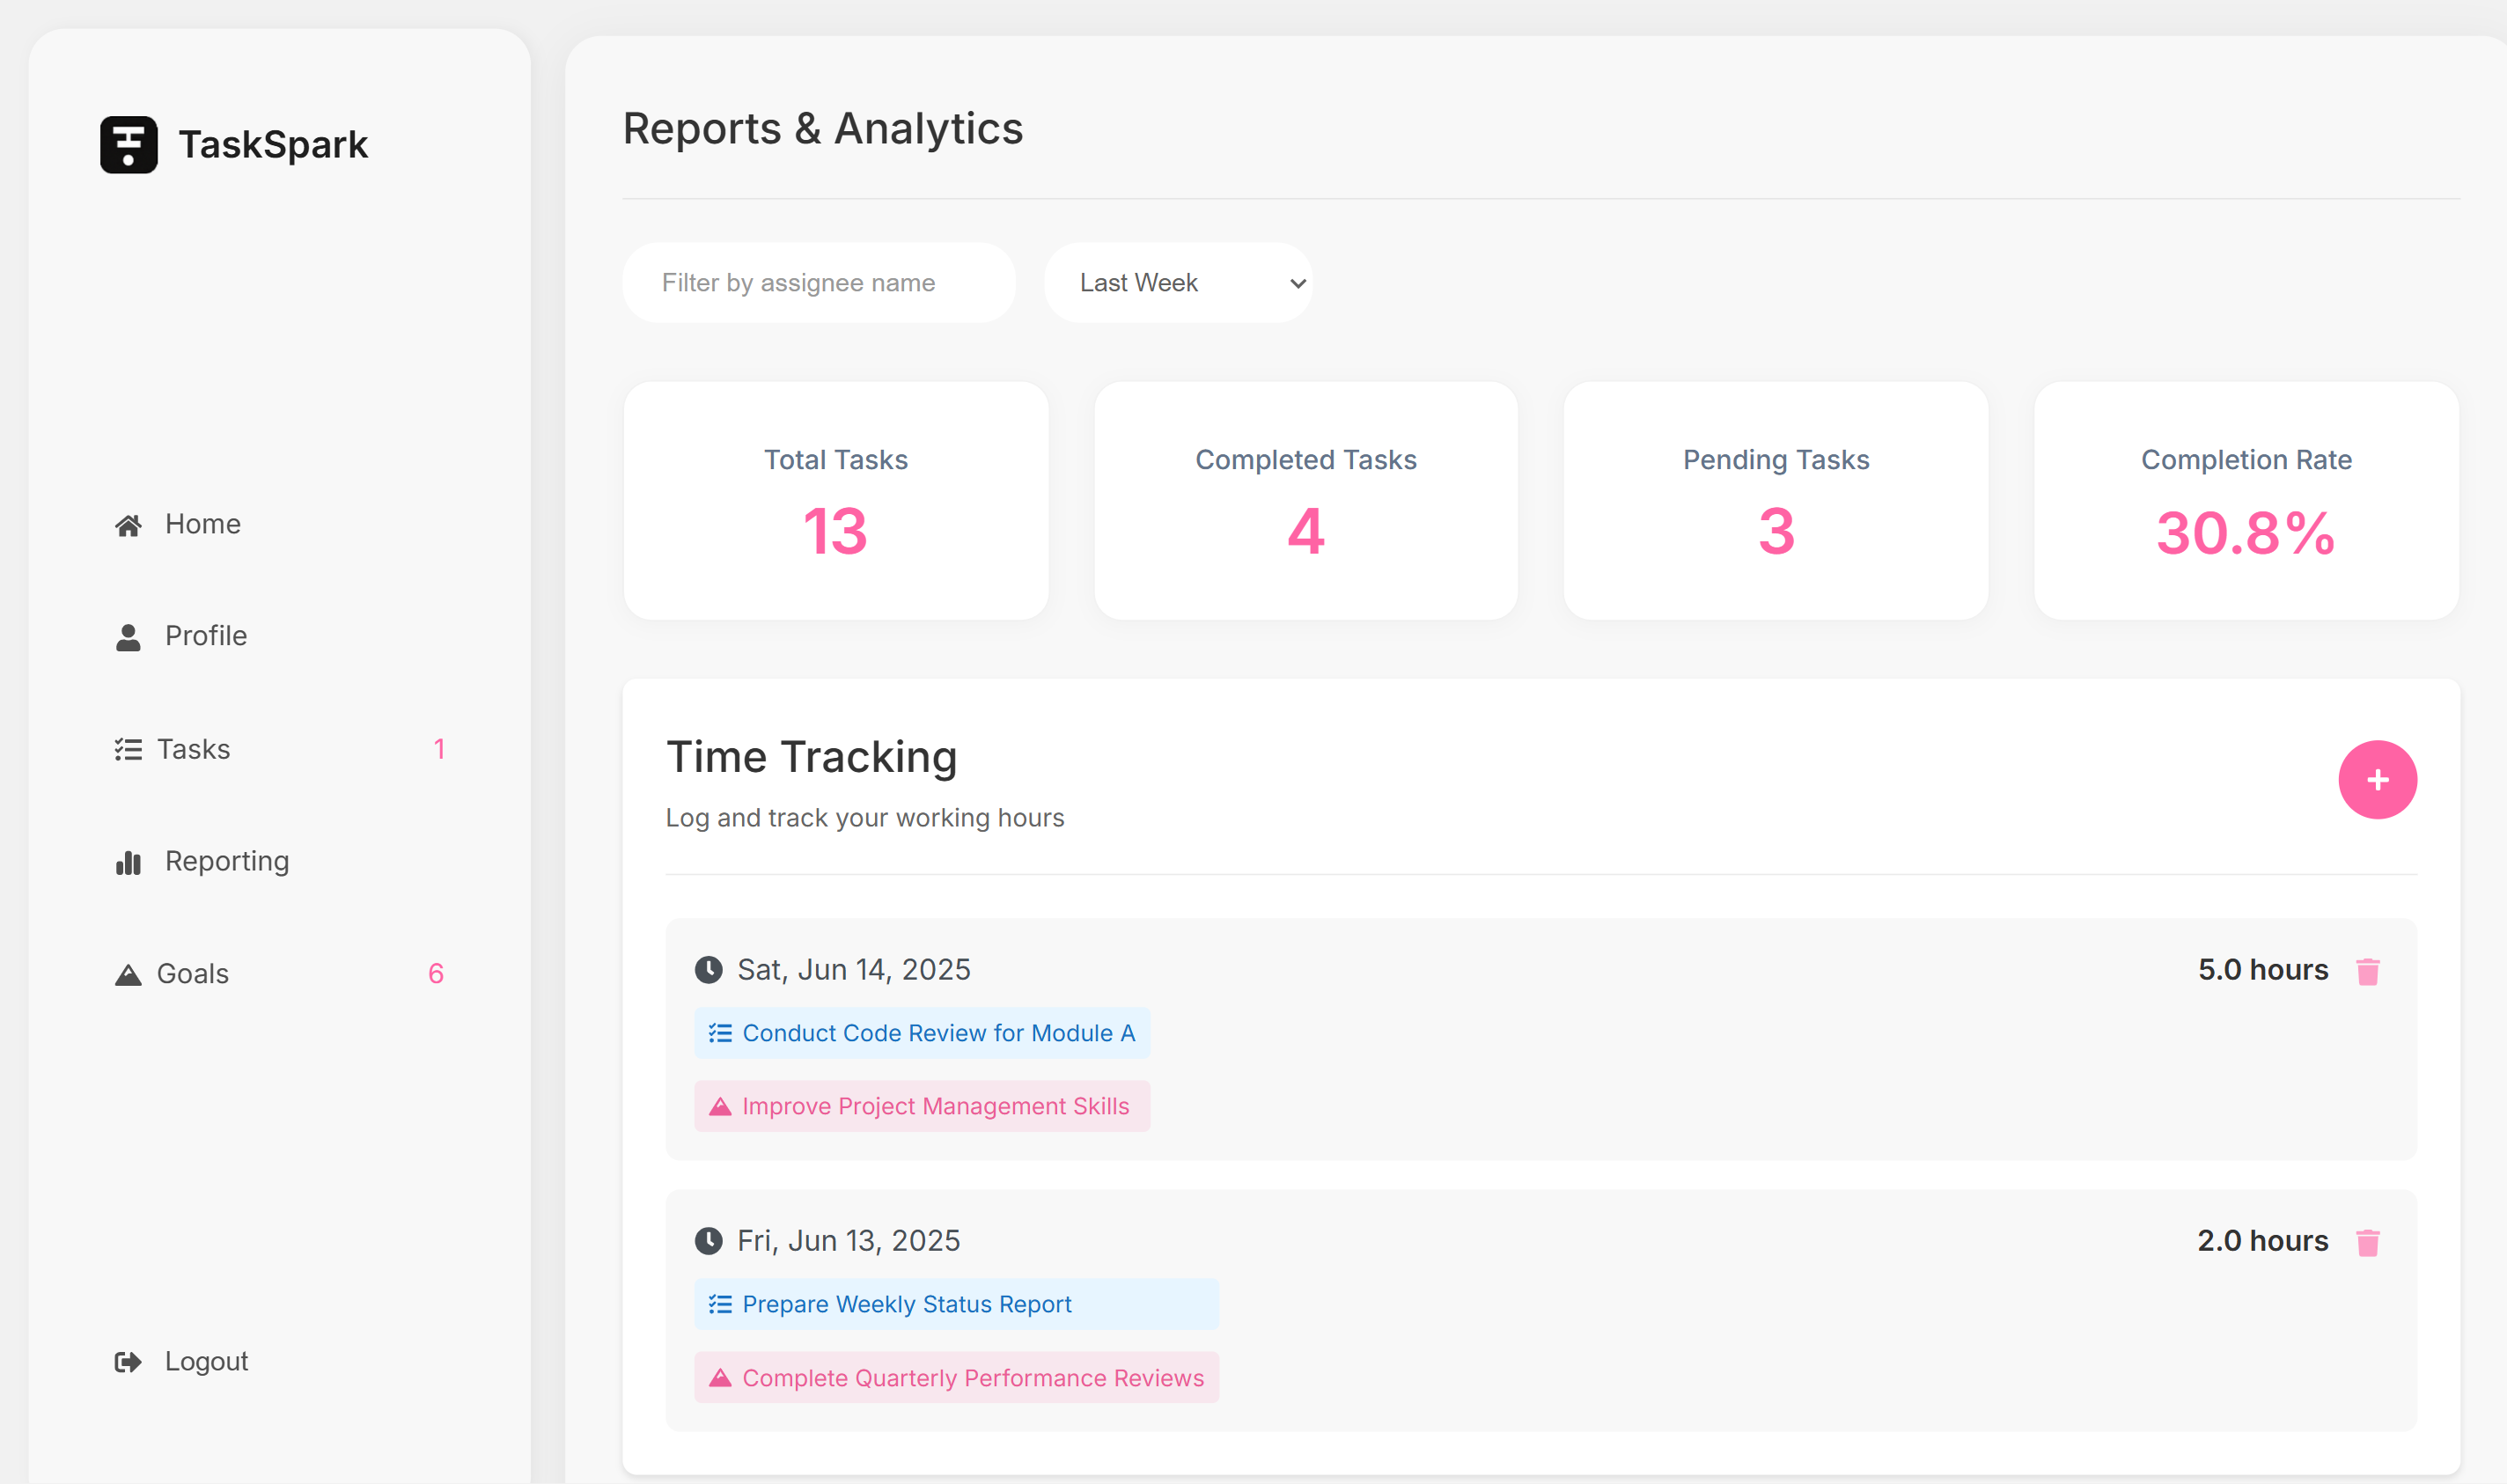 TaskSpark
Home
Profile
Tasks 1
Reporting
Goals 6
Logout
Reports & Analytics
Filter by assignee name
Last Week
Total Tasks
13
Completed Tasks
4
Pending Tasks
3
Completion Rate
30.8%
Time Tracking
Log and track your working hours
Sat, Jun 14, 2025
5.0 hours
Conduct Code Review for Module A
Improve Project Management Skills
Fri, Jun 13, 2025
2.0 hours
Prepare Weekly Status Report
Complete Quarterly Performance Reviews